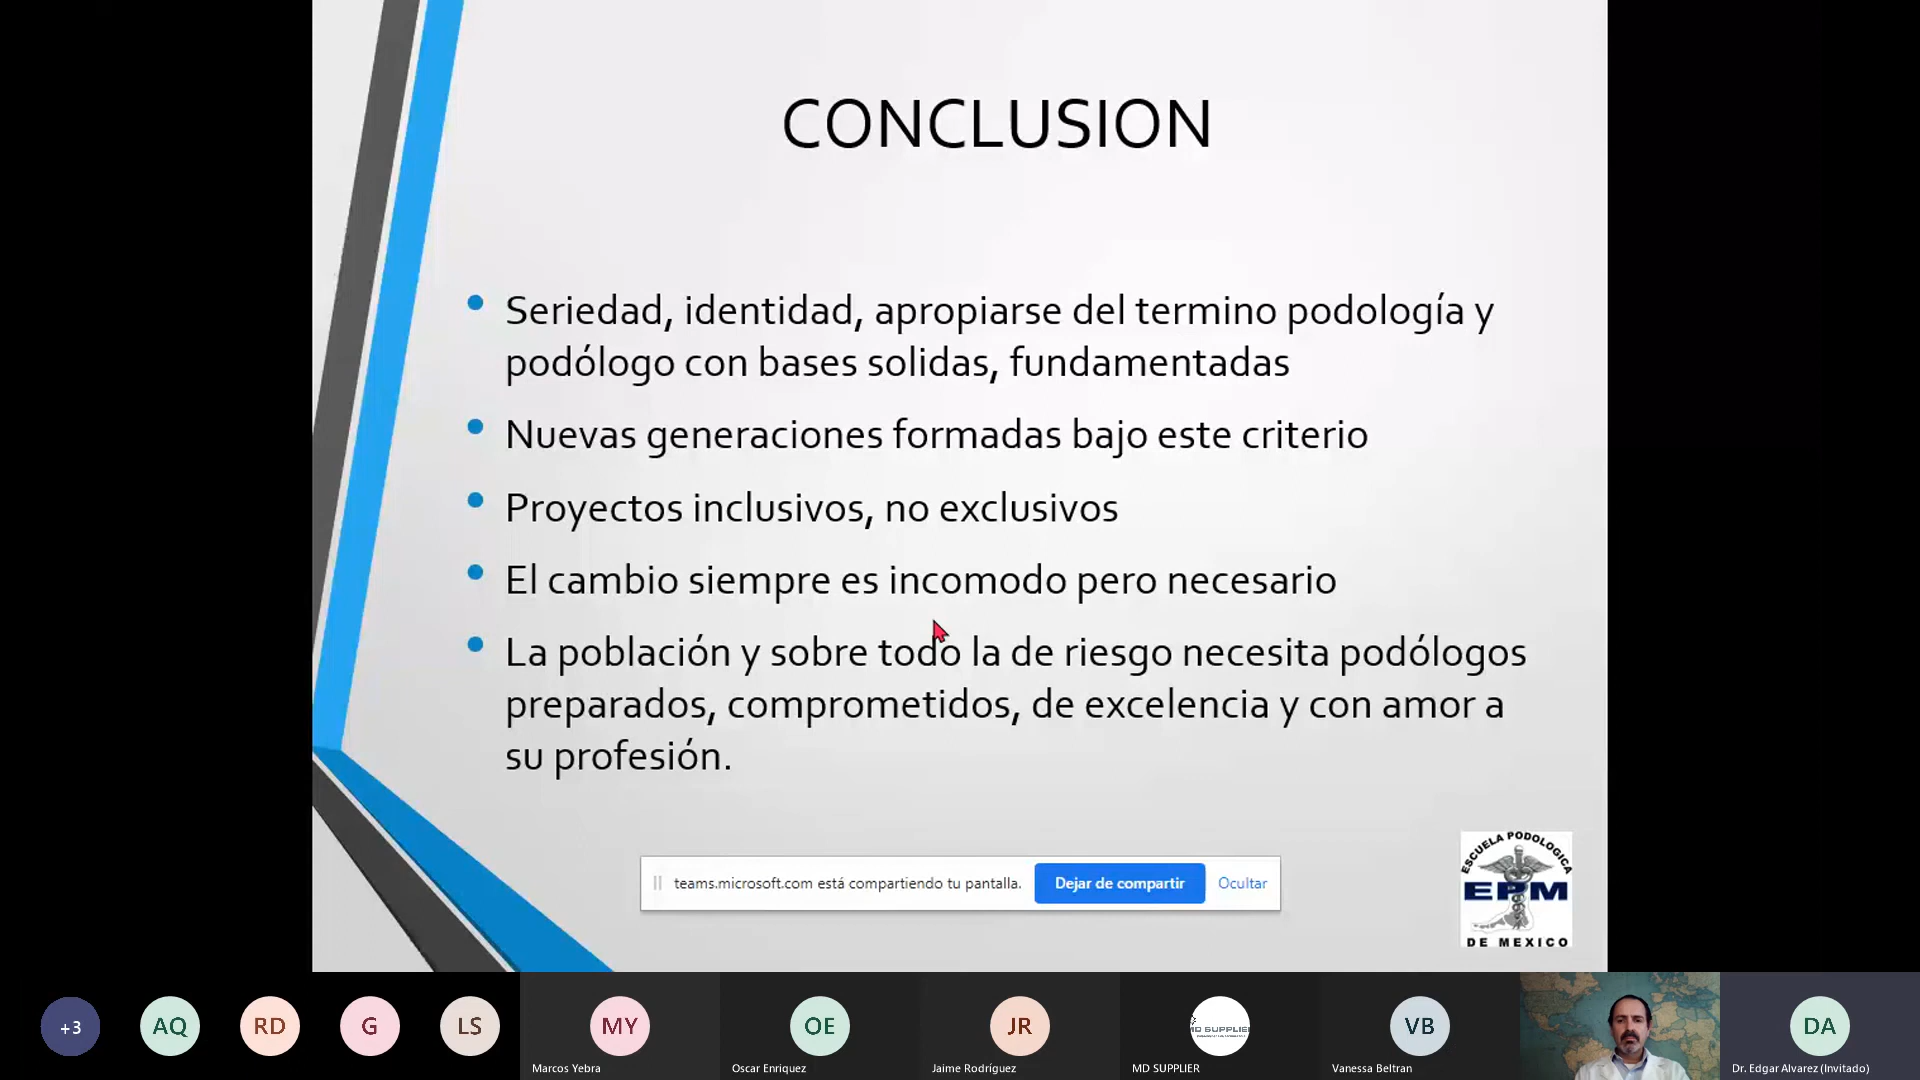 CONCLUSION
Seriedad, identidad, apropiarse del termino podología y
podólogo con bases solidas, fundamentadas
Nuevas generaciones formadas bajo este criterio
Proyectos inclusivos, no exclusivos
El cambio siempre es incomodo pero necesario
La población y sobre todo la de riesgo necesita podólogos
preparados, comprometidos, de excelencia y con amor a
su profesión.
teams.microsoft.com está compartiendo tu pantalla. Dejar de compartir Ocultar
ESCUELA PODOLOGICA
EPM
DE MEXICO
+3 AQ RD G LS MY OE JR MD SUPPLIER VB DA
Marcos Yebra Oscar Enriquez Jaime Rodríguez MD SUPPLIER Vanessa Beltran Dr. Edgar Alvarez (Invitado)